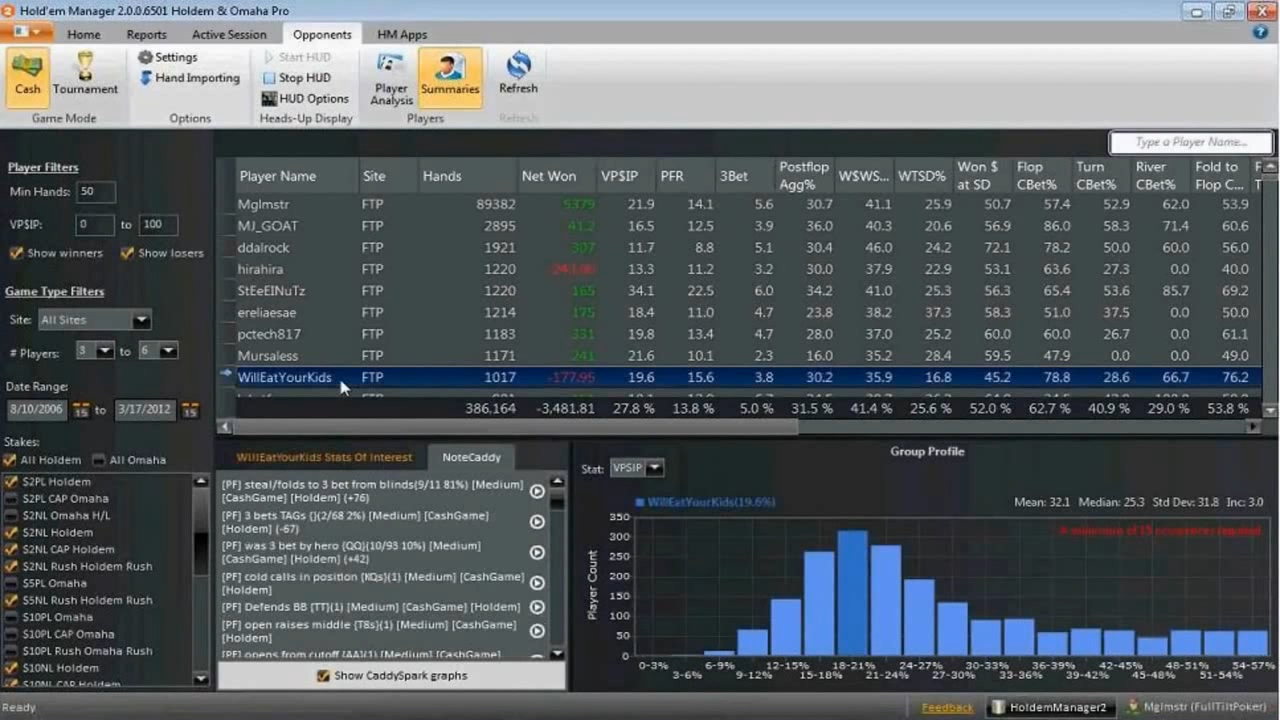 Hold'em Manager 2.0.0.6501 Holdem & Omaha Pro
Home Reports Active Session Opponents HM Apps
Cash
Tournament
Game Mode
Settings
Hand Importing
Options
Start HUD
Stop HUD
HUD Options
Heads-Up Display
Player Analysis
Summaries
Players
Refresh
Refresh
Type a Player Name...
Player Filters
Min Hands: 50
VP$IP: 0 to 100
Show winners Show losers
Game Type Filters
Site: All Sites
# Players: 3 to 6
Date Range:
8/10/2006 15 to 3/17/2012 15
Stakes:
All Holdem All Omaha
$2PL Holdem
$2PL CAP Omaha
$2NL Omaha H/L
$2NL Holdem
$2NL CAP Holdem
$2NL Rush Holdem Rush
$5PL Omaha
$5NL Rush Holdem Rush
$10PL Omaha
$10PL CAP Omaha
$10PL Rush Omaha Rush
$10NL Holdem
$10NL CAP Holdem
Player Name Site Hands Net Won VP$IP PFR 3Bet Postflop Agg% W$WS... WTSD% Won $ at SD Flop CBet% Turn CBet% River CBet% Fold to Flop C...
Mglmstr FTP 89382 5379 21.9 14.1 5.6 30.7 41.1 25.9 50.7 57.4 52.9 62.0 53.9
MJ_GOAT FTP 2895 41.2 16.5 12.5 3.9 36.0 40.3 20.6 56.9 86.0 58.3 71.4 60.6
ddalrock FTP 1921 307 11.7 8.8 5.1 30.4 46.0 24.2 72.1 78.2 50.0 60.0 56.0
hirahira FTP 1220 13.3 11.2 3.2 30.0 37.9 22.9 53.1 63.6 27.3 0.0 40.0
StEeEINuTz FTP 1220 165 34.1 22.5 6.0 34.2 41.0 25.3 56.3 65.4 53.6 85.7 69.2
ereliaesae FTP 1214 175 18.4 11.0 4.7 23.8 38.2 37.3 58.3 51.0 37.5 0.0
pctech817 FTP 1183 331 19.8 13.4 4.7 28.0 37.0 25.2 60.0 60.0 26.7 0.0 61.1
Mursaless FTP 1171 241 21.6 10.1 2.3 16.0 35.2 28.4 59.5 47.9 0.0 0.0 49.0
WillEatYourKids FTP 1017 -177.95 19.6 15.6 3.8 30.2 35.9 16.8 45.2 78.8 28.6 66.7 76.2
386,164 -3,481.81 27.8 % 13.8 % 5.0 % 31.5 % 41.4 % 25.6 % 52.0 % 62.7 % 40.9 % 29.0 % 53.8 %
WillEatYourKids Stats Of Interest NoteCaddy
[PF] steal/folds to 3 bet from blinds(9/11 81%) [Medium]
[CashGame] [Holdem] (+76)
[PF] 3 bets TAGs {}(2/68 2%) [Medium] [CashGame]
[Holdem] (-67)
[PF] was 3 bet by hero {QQ}(10/93 10%) [Medium]
[CashGame] [Holdem] (+42)
[PF] cold calls in position {KQs}(1) [Medium] [CashGame]
[Holdem]
[PF] Defends BB {TT}(1) [Medium] [CashGame] [Holdem]
[PF] open raises middle {T8s}(1) [Medium] [CashGame]
[Holdem]
[PF] opens from cutoff {AA}(1) [Medium] [CashGame]
Show CaddySpark graphs
Group Profile
Stat: VP$IP
WillEatYourKids(19.6%) Mean: 32.1 Median: 25.3 Std Dev: 31.8 Inc: 3.0
A minimum of 15 occurences required
Player Count
350
300
250
200
150
100
50
0
0-3% 6-9% 12-15% 18-21% 24-27% 30-33% 36-39% 42-45% 48-51% 54-57%
3-6% 9-12% 15-18% 21-24% 27-30% 33-36% 39-42% 45-48% 51-54%
Ready Feedback HoldemManager2 Mglmstr (FullTiltPoker)